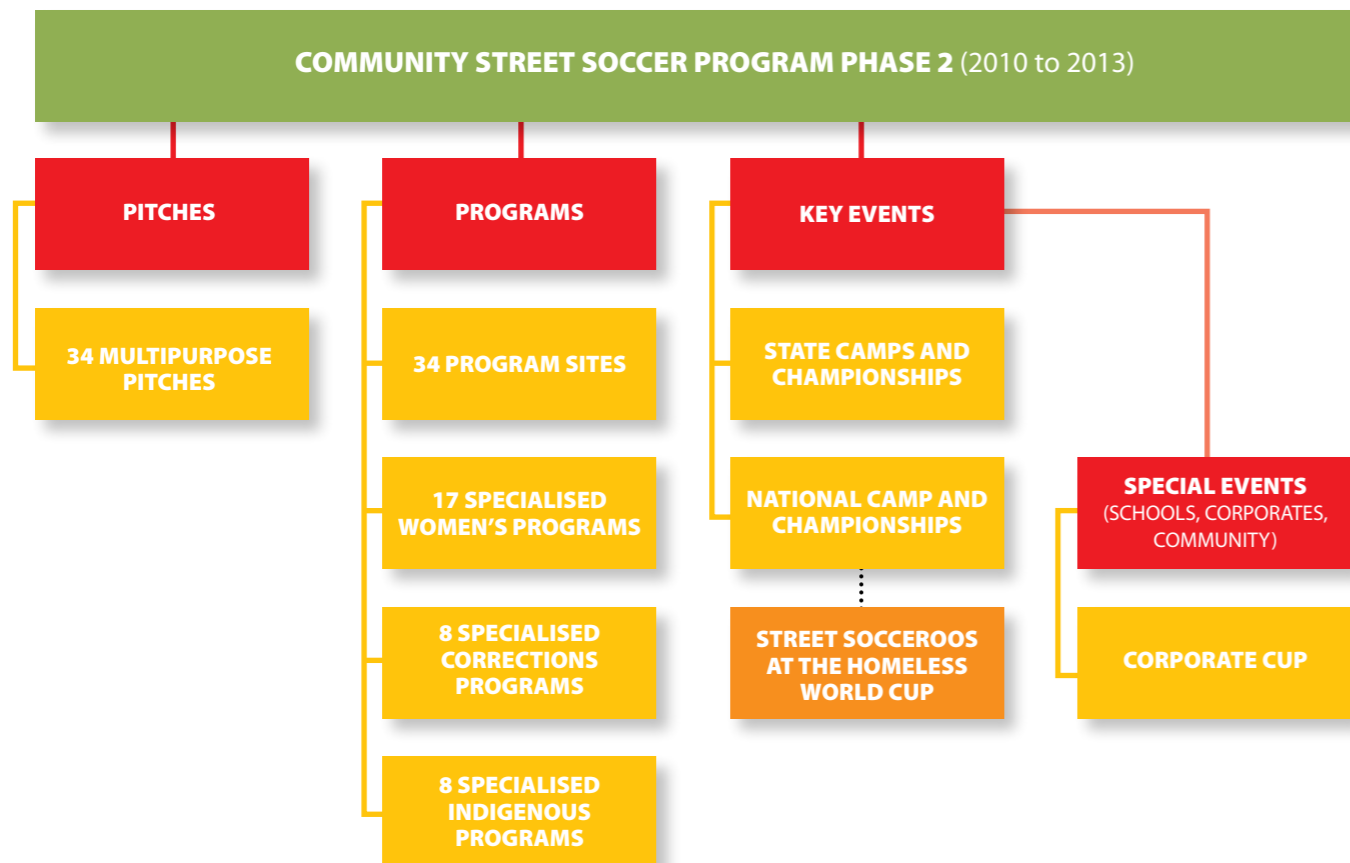 COMMUNITY STREET SOCCER PROGRAM PHASE 2 (2010 to 2013)
PITCHES
34 MULTIPURPOSE
PITCHES
PROGRAMS
34 PROGRAM SITES
17 SPECIALISED
WOMEN'S PROGRAMS
8 SPECIALISED
CORRECTIONS
PROGRAMS
8 SPECIALISED
INDIGENOUS
PROGRAMS
KEY EVENTS
STATE CAMPS AND
CHAMPIONSHIPS
NATIONAL CAMP AND
CHAMPIONSHIPS
STREET SOCCEROOS
AT THE HOMELESS
WORLD CUP
SPECIAL EVENTS
(SCHOOLS, CORPORATES,
COMMUNITY)
CORPORATE CUP